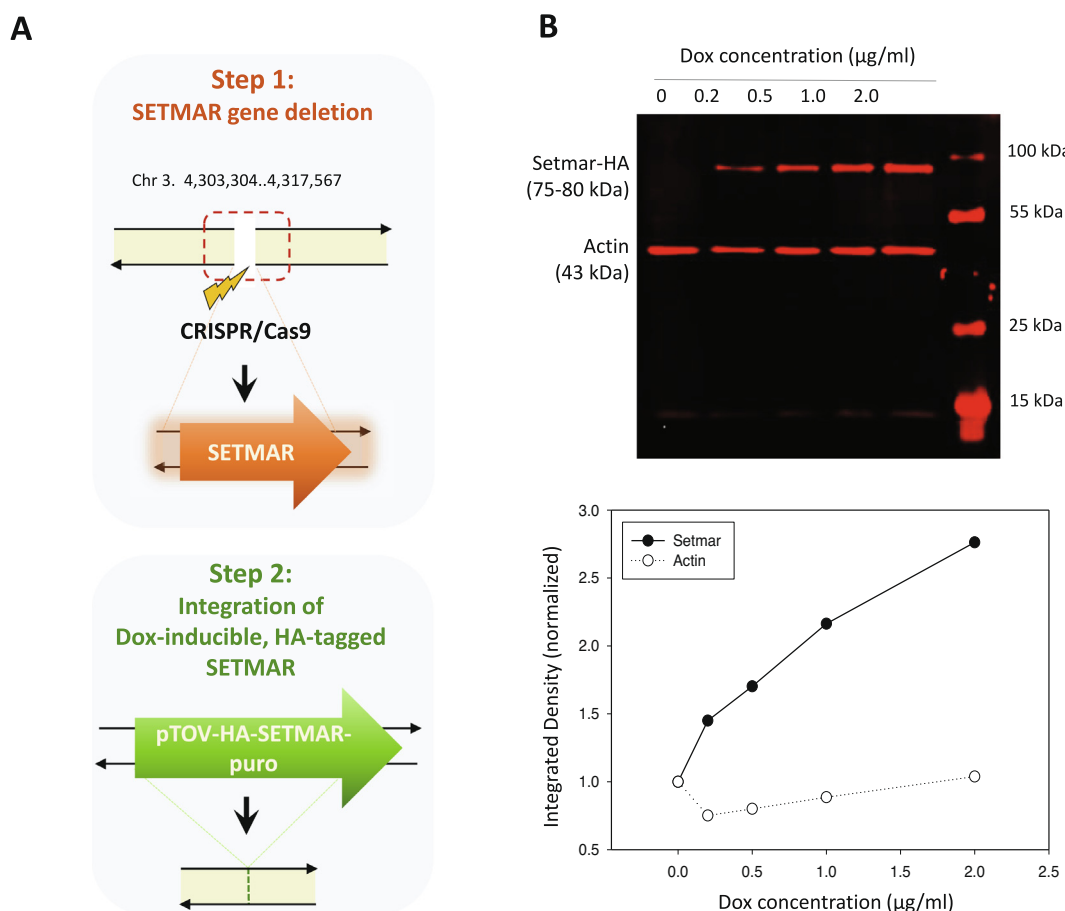 A
Step 1:
SETMAR gene deletion
Chr 3. 4,303,304..4,317,567
CRISPR/Cas9
SETMAR
Step 2:
Integration of
Dox-inducible, HA-tagged
SETMAR
pTOV-HA-SETMAR-
puro
B
Dox concentration (µg/ml)
0 0.2 0.5 1.0 2.0
Setmar-HA
(75-80 kDa)
Actin
(43 kDa)
100 kDa
55 kDa
25 kDa
15 kDa
Integrated Density (normalized)
3.0
2.5
2.0
1.5
1.0
0.5
Setmar
Actin
0.0 0.5 1.0 1.5 2.0 2.5
Dox concentration (µg/ml)